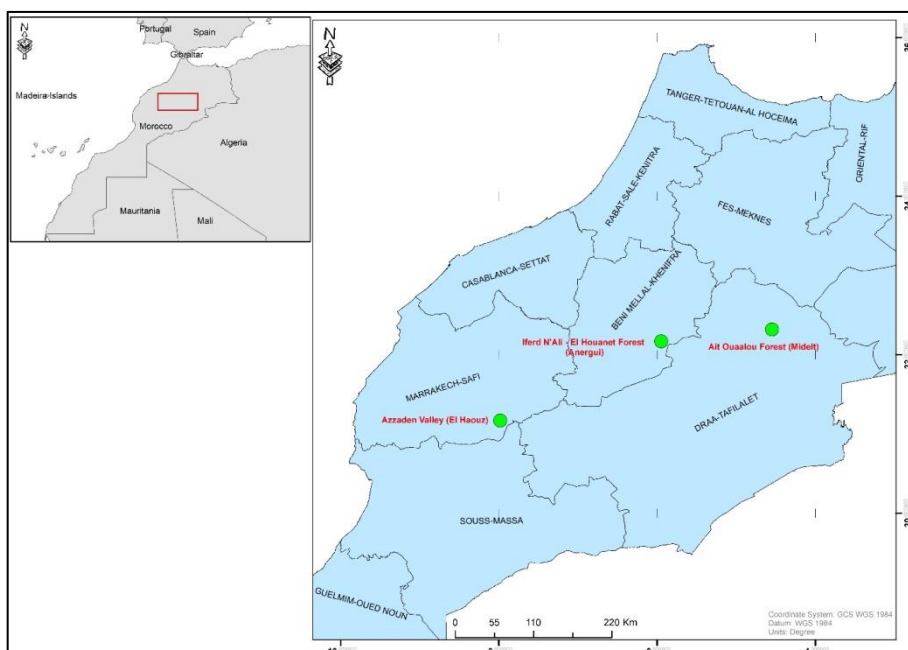 N
Portugal
Spain
Gibraltar
Madeira-Islands
Morocco
Algeria
Mauritania
Mali
N
TANGER-TETOUAN-AL HOCEIMA
ORIENTAL-RIF
RABAT-SALE-KENITRA
FES-MEKNES
CASABLANCA-SETTAT
BENI MELLAL-KHENIFRA
Iferd N'Ali - El Houanet Forest
(Anergui)
Ait Ouaalou Forest (Midelt)
MARRAKECH-SAFI
Azzaden Valley (El Haouz)
DRAA-TAFILALET
SOUSS-MASSA
GUELMIM-OUED NOUN
0 55 110 220 Km
Coordinate System: GCS WGS 1984
Datum: WGS 1984
Units: Degree